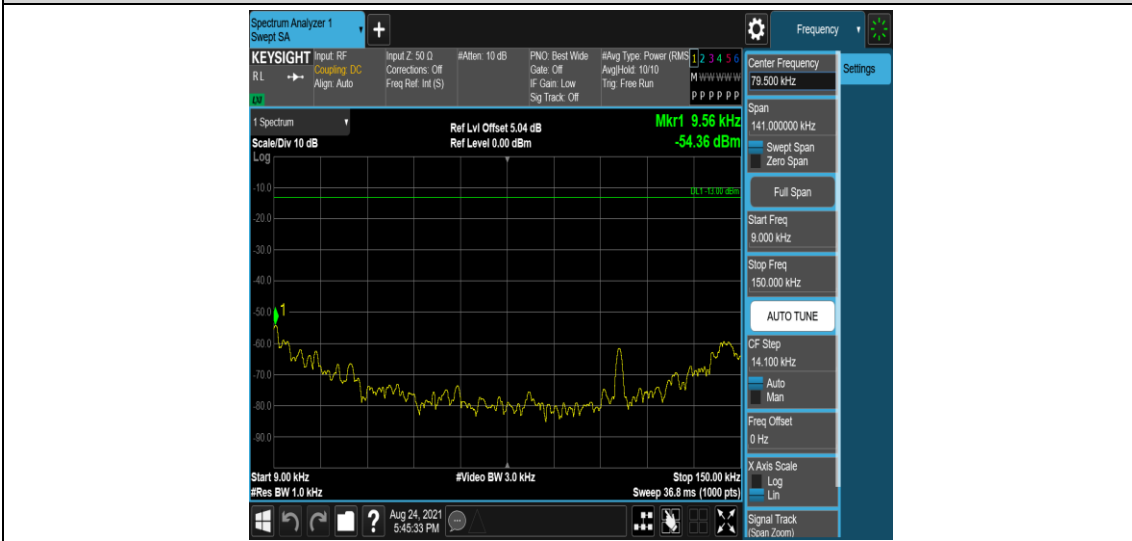 Spectrum Analyzer 1
Swept SA
+
Frequency
KEYSIGHT
RL
LXI
Input: RF
Coupling: DC
Align: Auto
Input Z: 50 Ω
Corrections: Off
Freq Ref: Int (S)
#Atten: 10 dB
PNO: Best Wide
Gate: Off
IF Gain: Low
Sig Track: Off
#Avg Type: Power (RMS
Avg|Hold: 10/10
Trig: Free Run
1 2 3 4 5 6
M W W W W W
P P P P P P
1 Spectrum
Scale/Div 10 dB
Log
Ref Lvl Offset 5.04 dB
Ref Level 0.00 dBm
Mkr1 9.56 kHz
-54.36 dBm
DL1 -13.00 dBm
-10.0
-20.0
-30.0
-40.0
-50.0
1
-60.0
-70.0
-80.0
-90.0
Start 9.00 kHz
#Video BW 3.0 kHz
Stop 150.00 kHz
#Res BW 1.0 kHz
Sweep 36.8 ms (1000 pts)
?
Aug 24, 2021
5:45:33 PM
Center Frequency
79.500 kHz
Settings
Span
141.000000 kHz
Swept Span
Zero Span
Full Span
Start Freq
9.000 kHz
Stop Freq
150.000 kHz
AUTO TUNE
CF Step
14.100 kHz
Auto
Man
Freq Offset
0 Hz
X Axis Scale
Log
Lin
Signal Track
(Span Zoom)